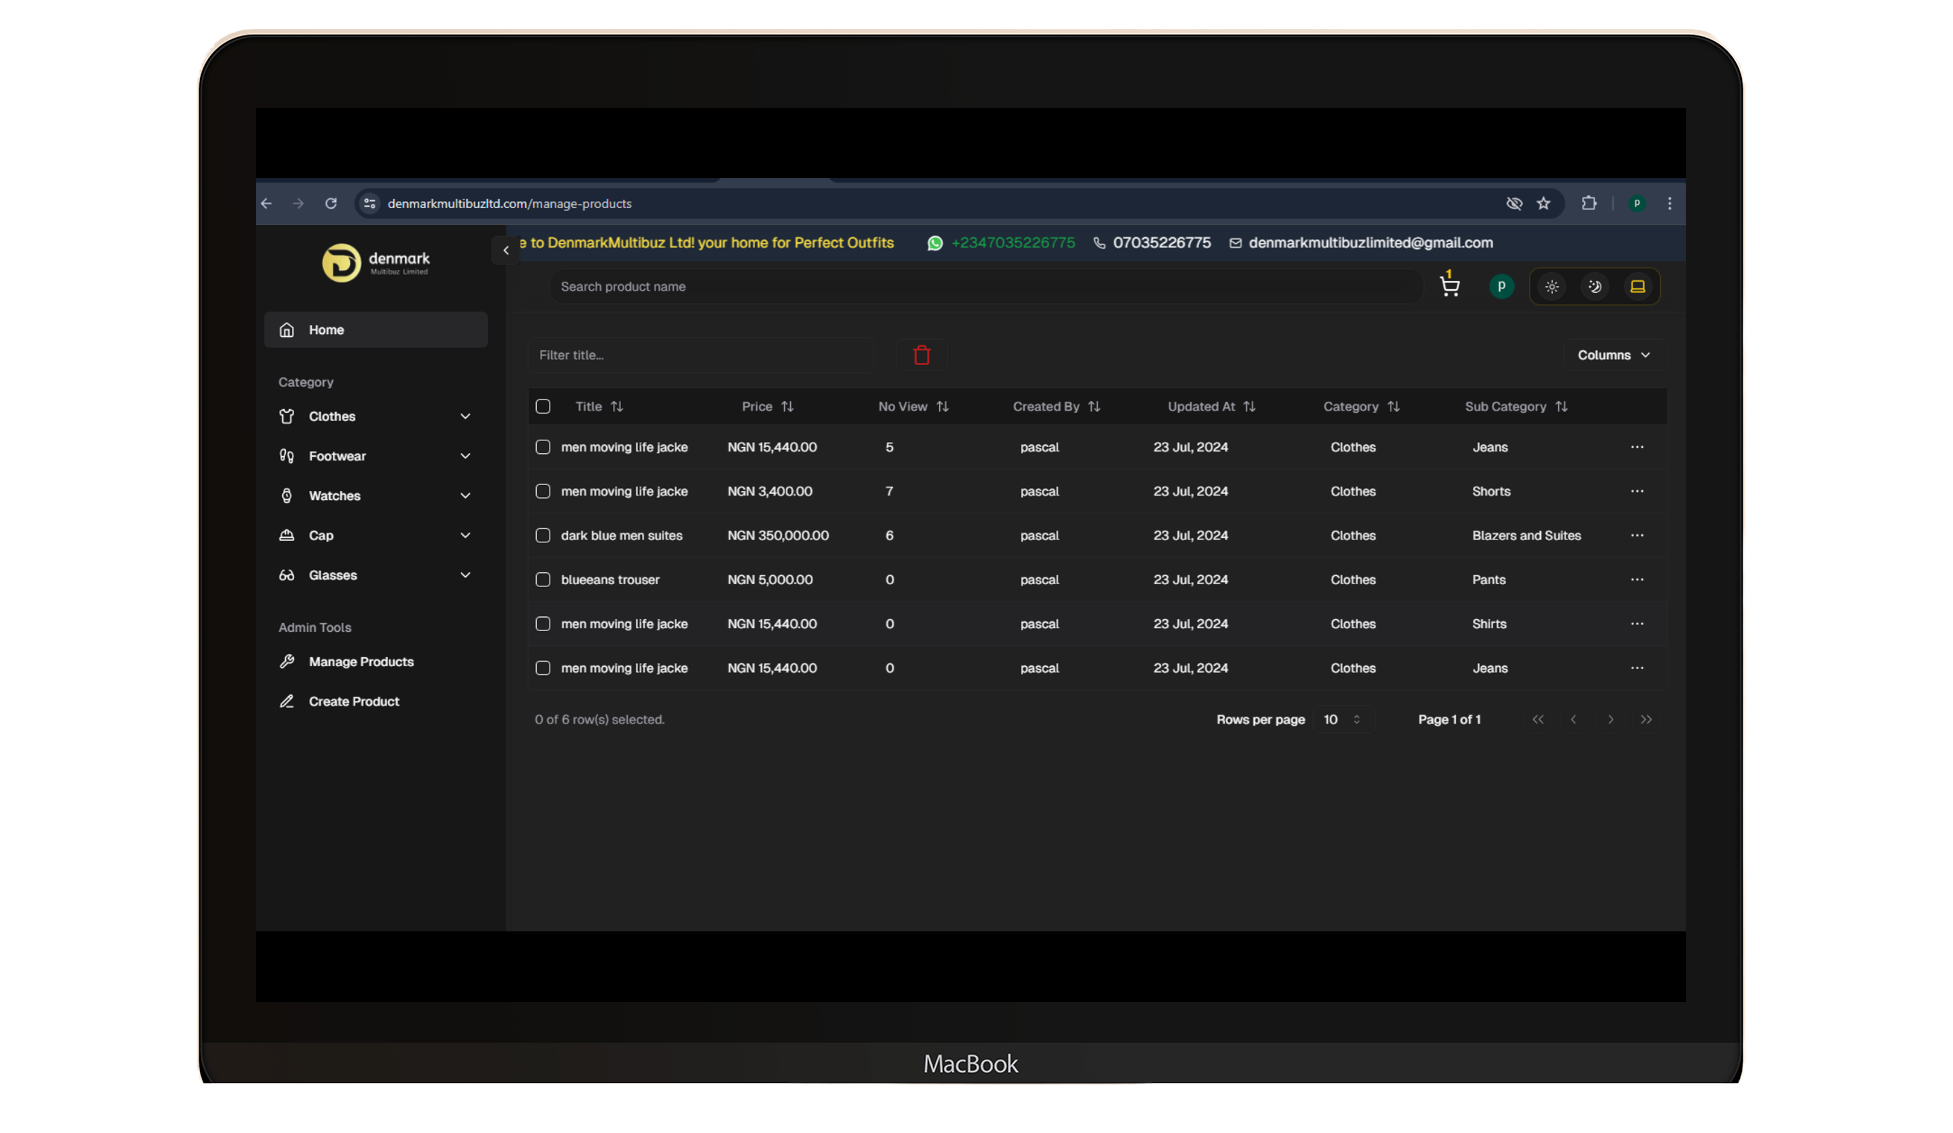 denmarkmultibuzltd.com/manage-products
P
denmark
Multibuz Limited
e to DenmarkMultibuz Ltd! your home for Perfect Outfits
+2347035226775
07035226775
denmarkmultibuzlimited@gmail.com
Search product name
1
P
Home
Filter title...
Columns
Category
Clothes
Footwear
Watches
Cap
Glasses
Admin Tools
Manage Products
Create Product
Title Price No View Created By Updated At Category Sub Category
men moving life jacke NGN 15,440.00 5 pascal 23 Jul, 2024 Clothes Jeans
men moving life jacke NGN 3,400.00 7 pascal 23 Jul, 2024 Clothes Shorts
dark blue men suites NGN 350,000.00 6 pascal 23 Jul, 2024 Clothes Blazers and Suites
blueeans trouser NGN 5,000.00 0 pascal 23 Jul, 2024 Clothes Pants
men moving life jacke NGN 15,440.00 0 pascal 23 Jul, 2024 Clothes Shirts
men moving life jacke NGN 15,440.00 0 pascal 23 Jul, 2024 Clothes Jeans
0 of 6 row(s) selected.
Rows per page 10
Page 1 of 1
MacBook